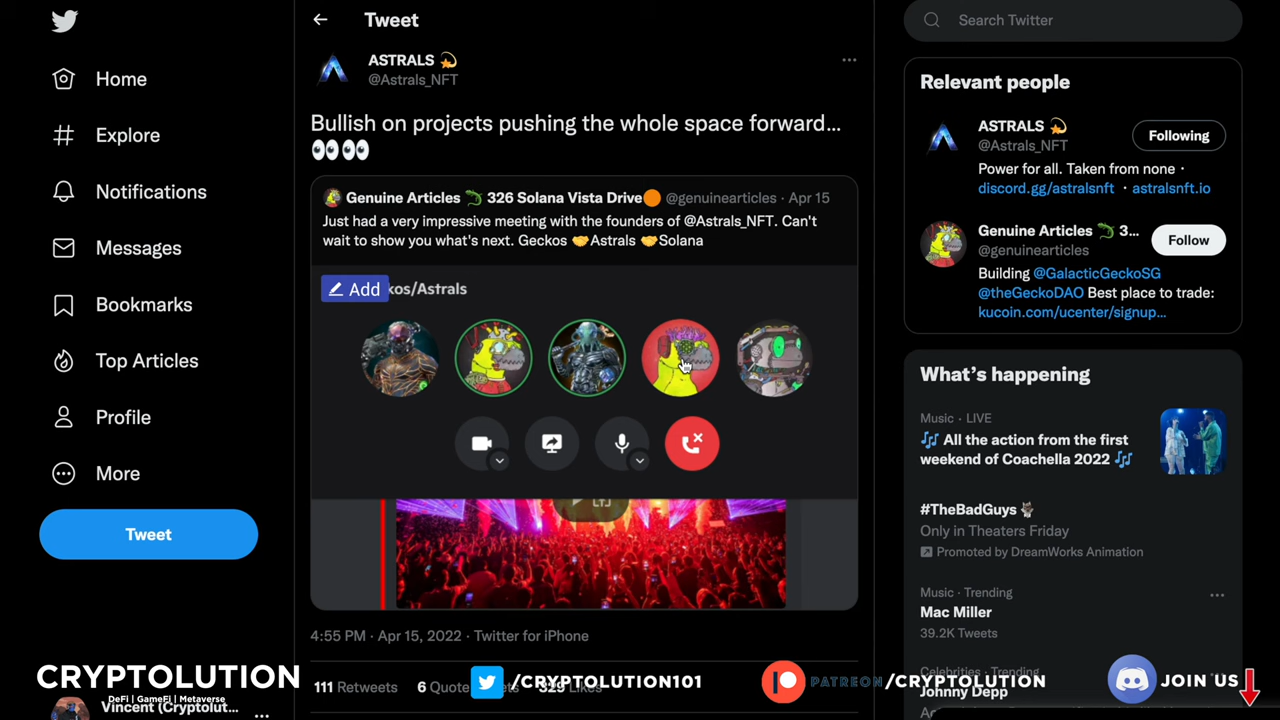 Home
Explore
Notifications
Messages
Bookmarks
Top Articles
Profile
More
Tweet
Vincent (Cryptolut...
Tweet
ASTRALS
@Astrals_NFT
Bullish on projects pushing the whole space forward...
Genuine Articles 326 Solana Vista Drive @genuinearticles · Apr 15
Just had a very impressive meeting with the founders of @Astrals_NFT. Can't
wait to show you what's next. Geckos Astrals Solana
Add kos/Astrals
4:55 PM · Apr 15, 2022 · Twitter for iPhone
111 Retweets 6 Quote Likes
Search Twitter
Relevant people
ASTRALS
@Astrals_NFT
Following
Power for all. Taken from none ·
discord.gg/astralsnft · astralsnft.io
Genuine Articles 3...
@genuinearticles
Follow
Building @GalacticGeckoSG
@theGeckoDAO Best place to trade:
kucoin.com/ucenter/signup...
What's happening
Music · LIVE
All the action from the first
weekend of Coachella 2022
#TheBadGuys
Only in Theaters Friday
Promoted by DreamWorks Animation
Music · Trending
Mac Miller
39.2K Tweets
Celebrities · Trending
Johnny Depp
CRYPTOLUTION
DeFi | GameFi | Metaverse
/CRYPTOLUTION101
PATREON/CRYPTOLUTION
JOIN US